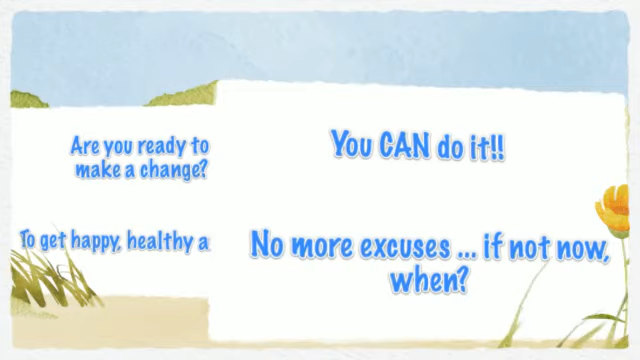 Are you ready to
make a change?
To get happy, healthy a
You CAN do it!!
No more excuses ... if not now,
when?